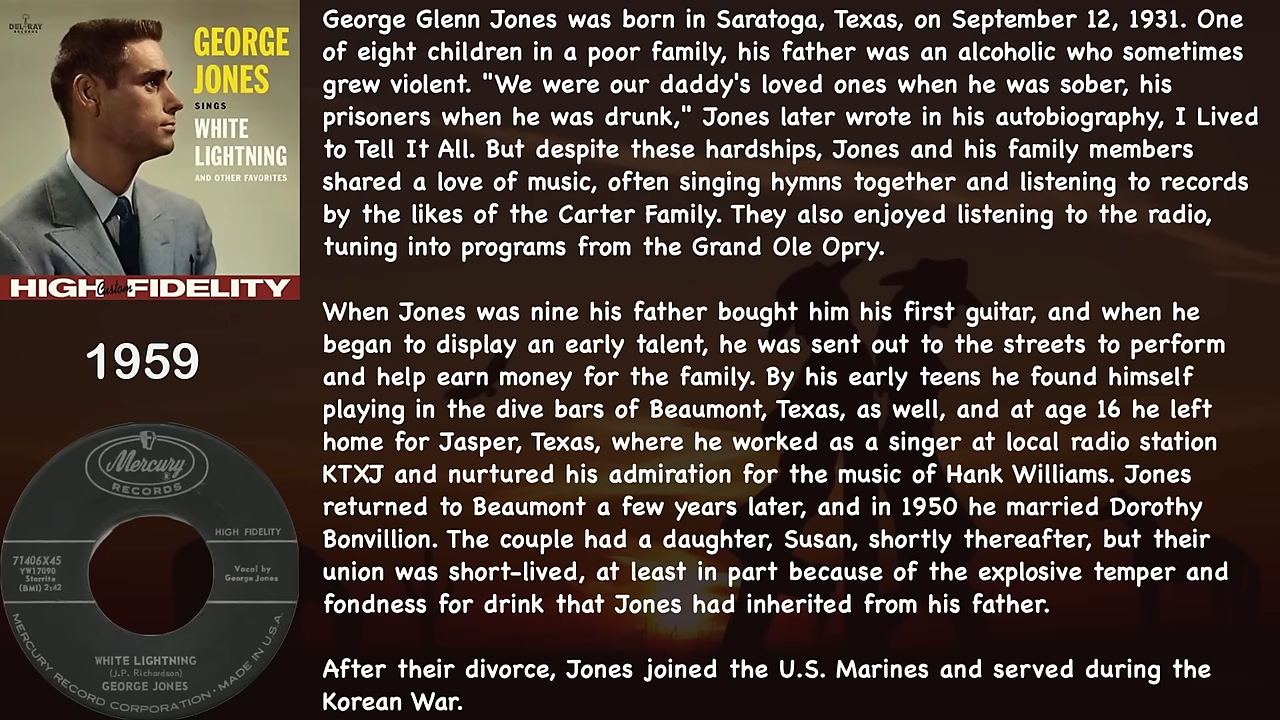 DEL RAY
RECORDS
GEORGE
JONES
SINGS
WHITE
LIGHTNING
AND OTHER FAVORITES
HIGH Custom FIDELITY
1959
Mercury
RECORDS
HIGH FIDELITY
71406X45
YW17090
Starrite
(BMI) 2:42
Vocal by
George Jones
WHITE LIGHTNING
(J.P. Richardson)
GEORGE JONES
MERCURY RECORD CORPORATION · MADE IN U.S.A.
George Glenn Jones was born in Saratoga, Texas, on September 12, 1931. One
of eight children in a poor family, his father was an alcoholic who sometimes
grew violent. "We were our daddy's loved ones when he was sober, his
prisoners when he was drunk," Jones later wrote in his autobiography, I Lived
to Tell It All. But despite these hardships, Jones and his family members
shared a love of music, often singing hymns together and listening to records
by the likes of the Carter Family. They also enjoyed listening to the radio,
tuning into programs from the Grand Ole Opry.
When Jones was nine his father bought him his first guitar, and when he
began to display an early talent, he was sent out to the streets to perform
and help earn money for the family. By his early teens he found himself
playing in the dive bars of Beaumont, Texas, as well, and at age 16 he left
home for Jasper, Texas, where he worked as a singer at local radio station
KTXJ and nurtured his admiration for the music of Hank Williams. Jones
returned to Beaumont a few years later, and in 1950 he married Dorothy
Bonvillion. The couple had a daughter, Susan, shortly thereafter, but their
union was short-lived, at least in part because of the explosive temper and
fondness for drink that Jones had inherited from his father.
After their divorce, Jones joined the U.S. Marines and served during the
Korean War.